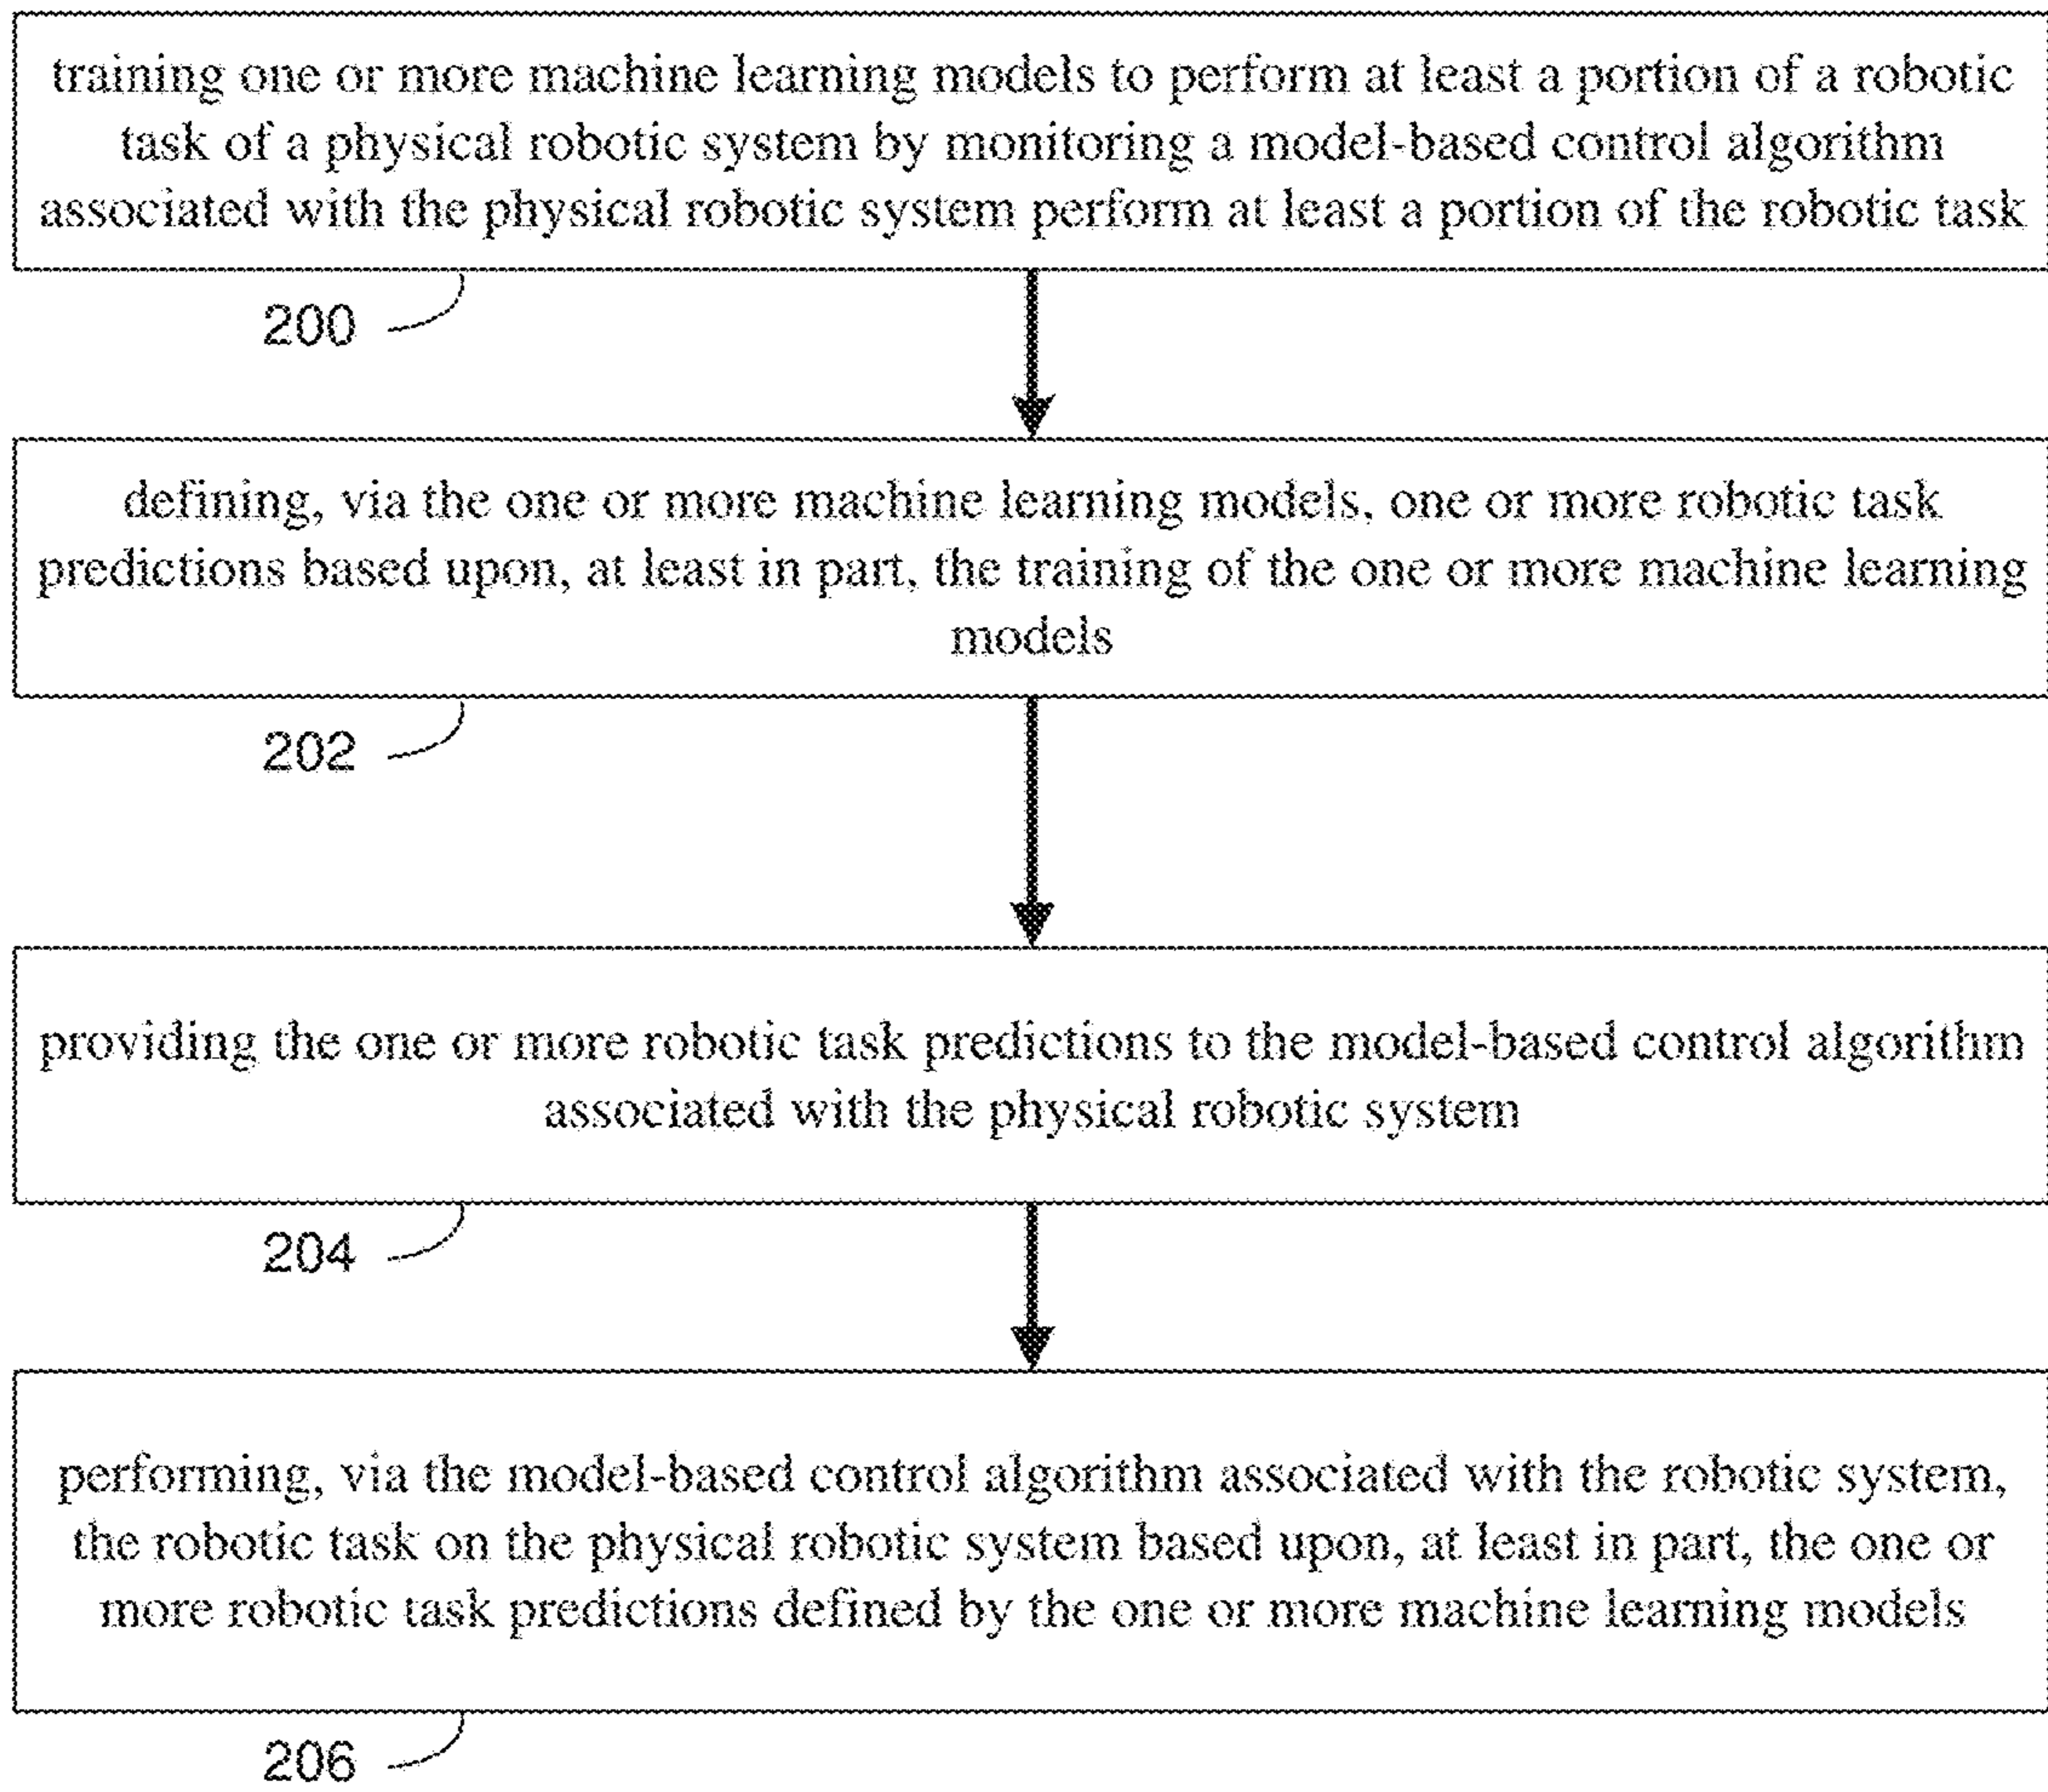 training one or more machine learning models to perform at least a portion of a robotic
task of a physical robotic system by monitoring a model-based control algorithm
associated with the physical robotic system perform at least a portion of the robotic task
200
defining, via the one or more machine learning models, one or more robotic task
predictions based upon, at least in part, the training of the one or more machine learning
models
202
providing the one or more robotic task predictions to the model-based control algorithm
associated with the physical robotic system
204
performing, via the model-based control algorithm associated with the robotic system,
the robotic task on the physical robotic system based upon, at least in part, the one or
more robotic task predictions defined by the one or more machine learning models
206